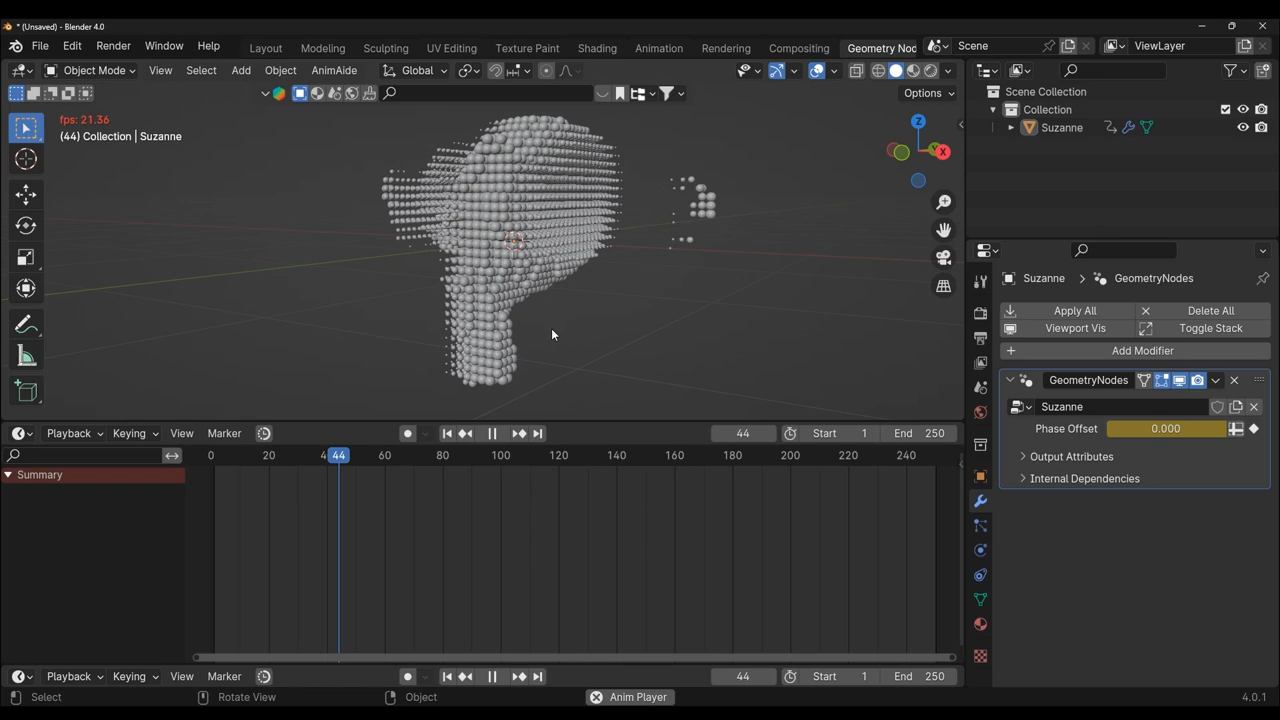 * (Unsaved) - Blender 4.0
File Edit Render Window Help Layout Modeling Sculpting UV Editing Texture Paint Shading Animation Rendering Compositing Geometry Nod Scene ViewLayer
Object Mode View Select Add Object AnimAide Global
Options
fps: 21.36
(44) Collection | Suzanne
Z
X
Scene Collection
Collection
Suzanne
Suzanne > GeometryNodes
Apply All Delete All
Viewport Vis Toggle Stack
Add Modifier
GeometryNodes
Suzanne
Phase Offset 0.000
Output Attributes
Internal Dependencies
Playback Keying View Marker 44 Start 1 End 250
0 20 4 44 60 80 100 120 140 160 180 200 220 240
Summary
Playback Keying View Marker 44 Start 1 End 250
Select Rotate View Object Anim Player 4.0.1